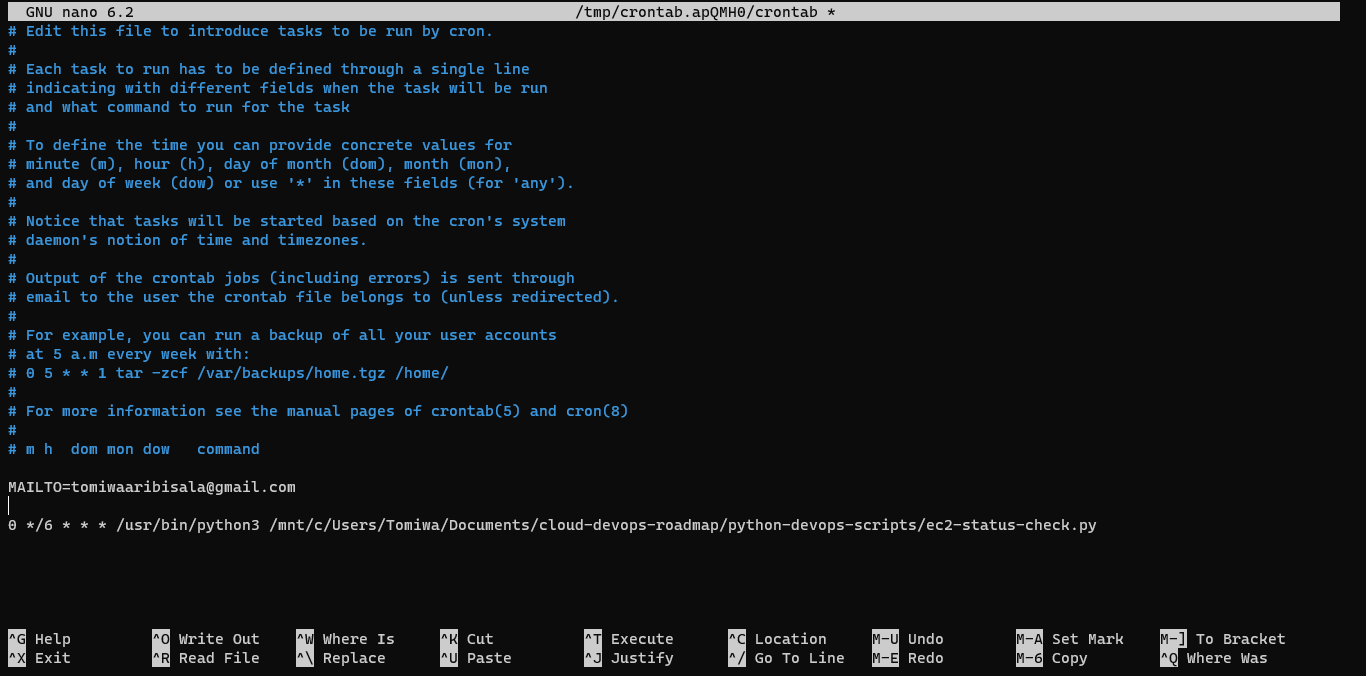 GNU nano 6.2 /tmp/crontab.apQMH0/crontab *
# Edit this file to introduce tasks to be run by cron.
#
# Each task to run has to be defined through a single line
# indicating with different fields when the task will be run
# and what command to run for the task
#
# To define the time you can provide concrete values for
# minute (m), hour (h), day of month (dom), month (mon),
# and day of week (dow) or use '*' in these fields (for 'any').
#
# Notice that tasks will be started based on the cron's system
# daemon's notion of time and timezones.
#
# Output of the crontab jobs (including errors) is sent through
# email to the user the crontab file belongs to (unless redirected).
#
# For example, you can run a backup of all your user accounts
# at 5 a.m every week with:
# 0 5 * * 1 tar -zcf /var/backups/home.tgz /home/
#
# For more information see the manual pages of crontab(5) and cron(8)
#
# m h  dom mon dow   command
MAILTO=tomiwaaribisala@gmail.com
0 */6 * * * /usr/bin/python3 /mnt/c/Users/Tomiwa/Documents/cloud-devops-roadmap/python-devops-scripts/ec2-status-check.py
^G Help ^O Write Out ^W Where Is ^K Cut ^T Execute ^C Location M-U Undo M-A Set Mark M-] To Bracket
^X Exit ^R Read File ^\ Replace ^U Paste ^J Justify ^/ Go To Line M-E Redo M-6 Copy ^Q Where Was